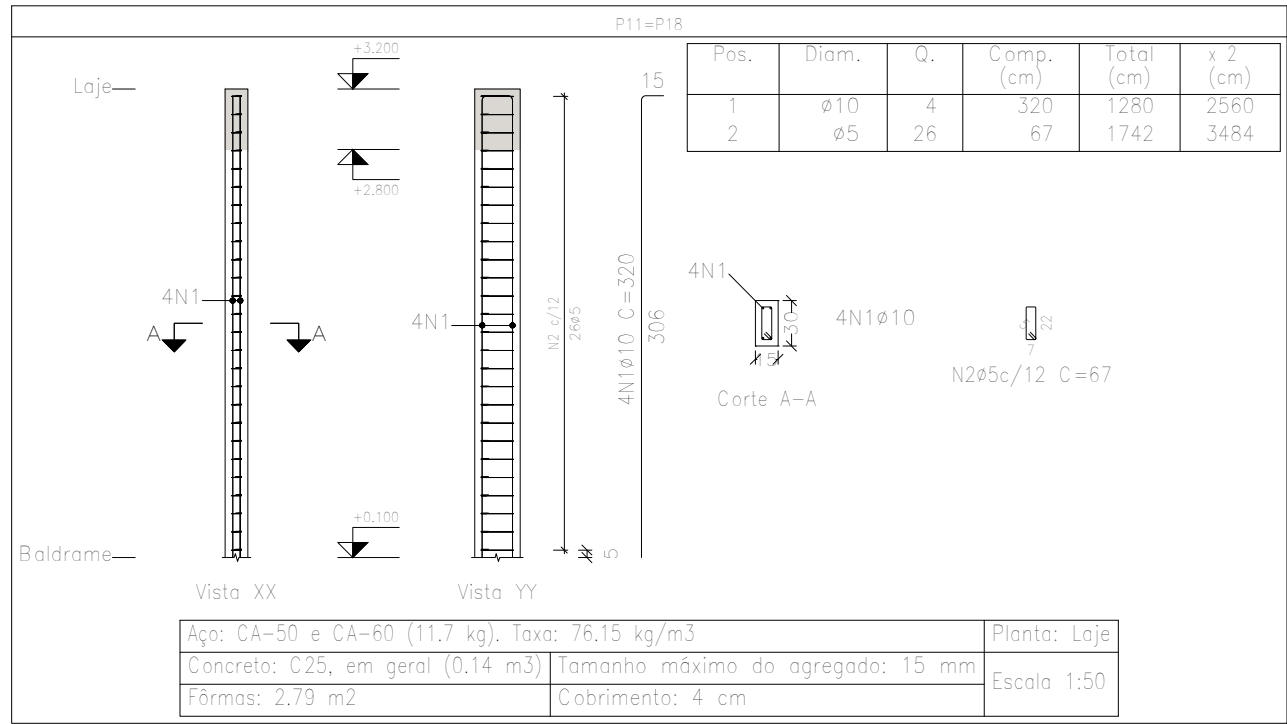 P11=P18
Pos. Diam. Q. Comp. (cm) Total (cm) x 2 (cm)
1 ø10 4 320 1280 2560
2 ø5 26 67 1742 3484
Laje
+3.200
15
+2.800
4N1
A A
4N1
N2 c/12
26ø5
4N1ø10 C=320
306
4N1
30
15
Corte A-A
4N1ø10
22
7
N2ø5c/12 C=67
+0.100
Baldrame
5
Vista XX
Vista YY
Aço: CA-50 e CA-60 (11.7 kg). Taxa: 76.15 kg/m3
Planta: Laje
Concreto: C25, em geral (0.14 m3)
Tamanho máximo do agregado: 15 mm
Escala 1:50
Fôrmas: 2.79 m2
Cobrimento: 4 cm